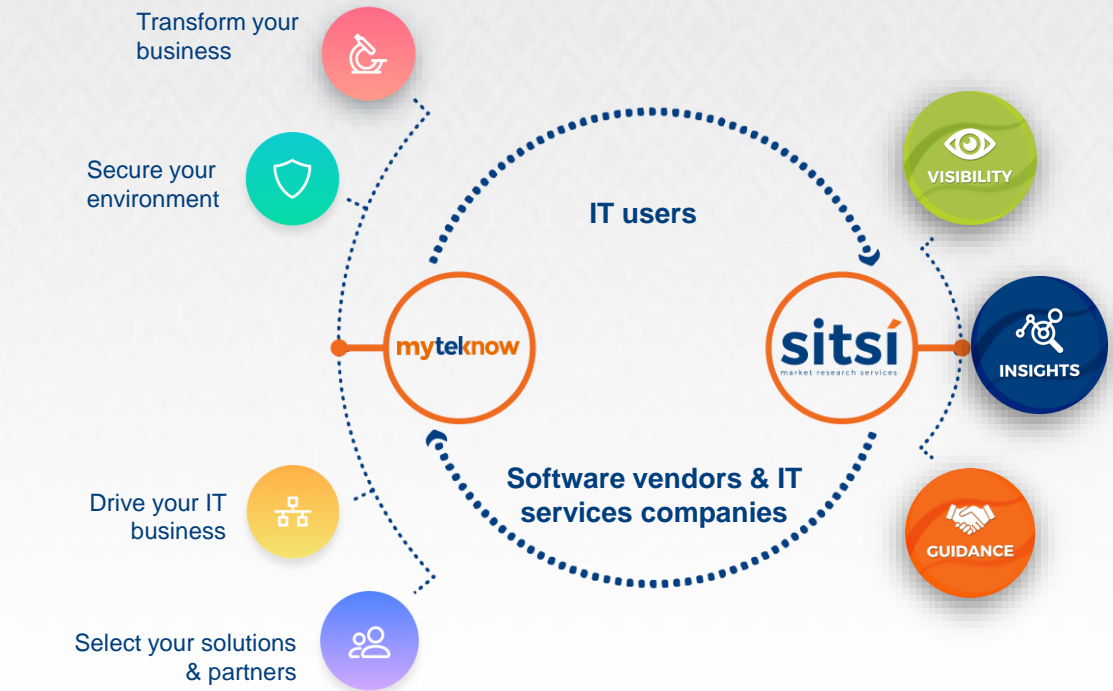 Transform your
business
Secure your
environment
Drive your IT
business
Select your solutions
& partners
IT users
myteknow
sitsí
market research services
Software vendors & IT
services companies
VISIBILITY
INSIGHTS
GUIDANCE